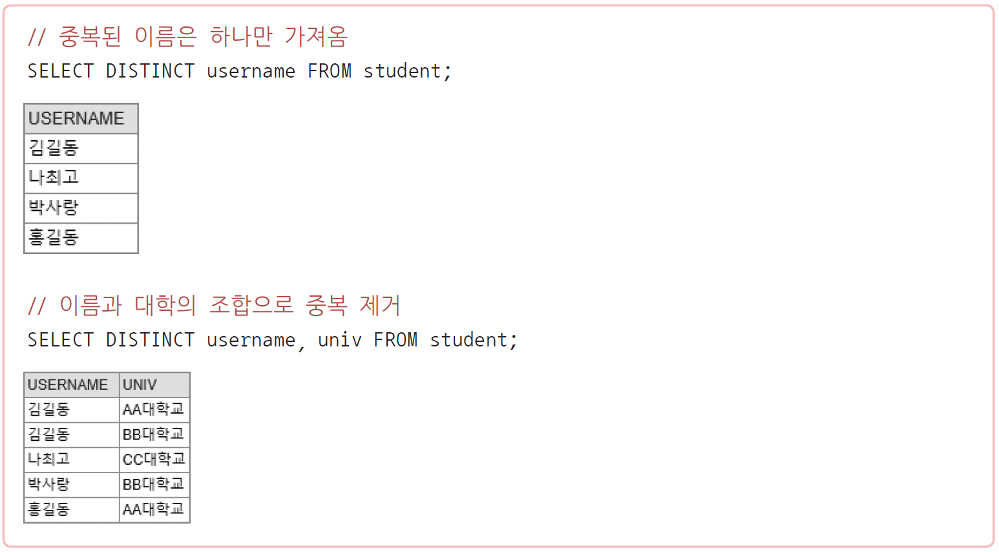 // 중복된 이름은 하나만 가져옴
SELECT DISTINCT username FROM student;
USERNAME
김길동
나최고
박사랑
홍길동
// 이름과 대학의 조합으로 중복 제거
SELECT DISTINCT username, univ FROM student;
USERNAME UNIV
김길동 AA대학교
김길동 BB대학교
나최고 CC대학교
박사랑 BB대학교
홍길동 AA대학교